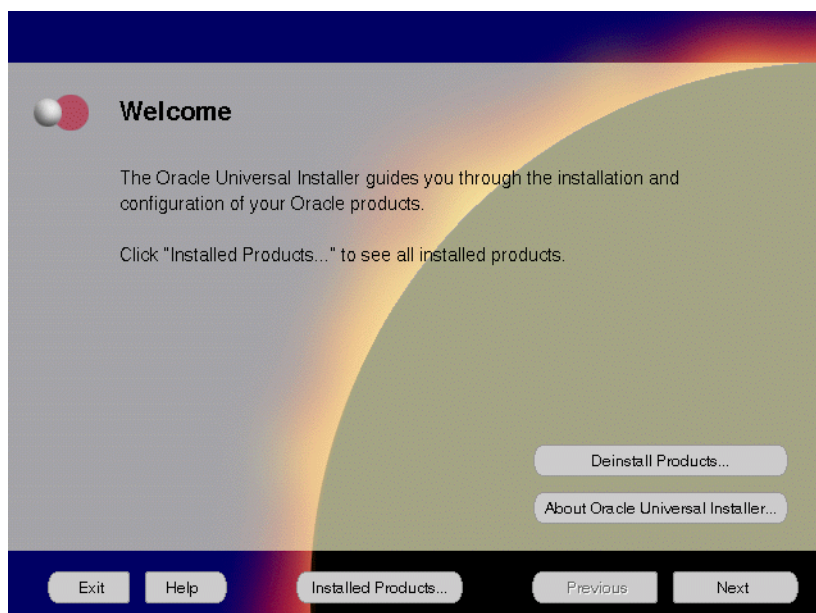 Welcome
The Oracle Universal Installer guides you through the installation and
configuration of your Oracle products.
Click "Installed Products..." to see all installed products.
Deinstall Products...
About Oracle Universal Installer...
Exit
Help
Installed Products...
Previous
Next